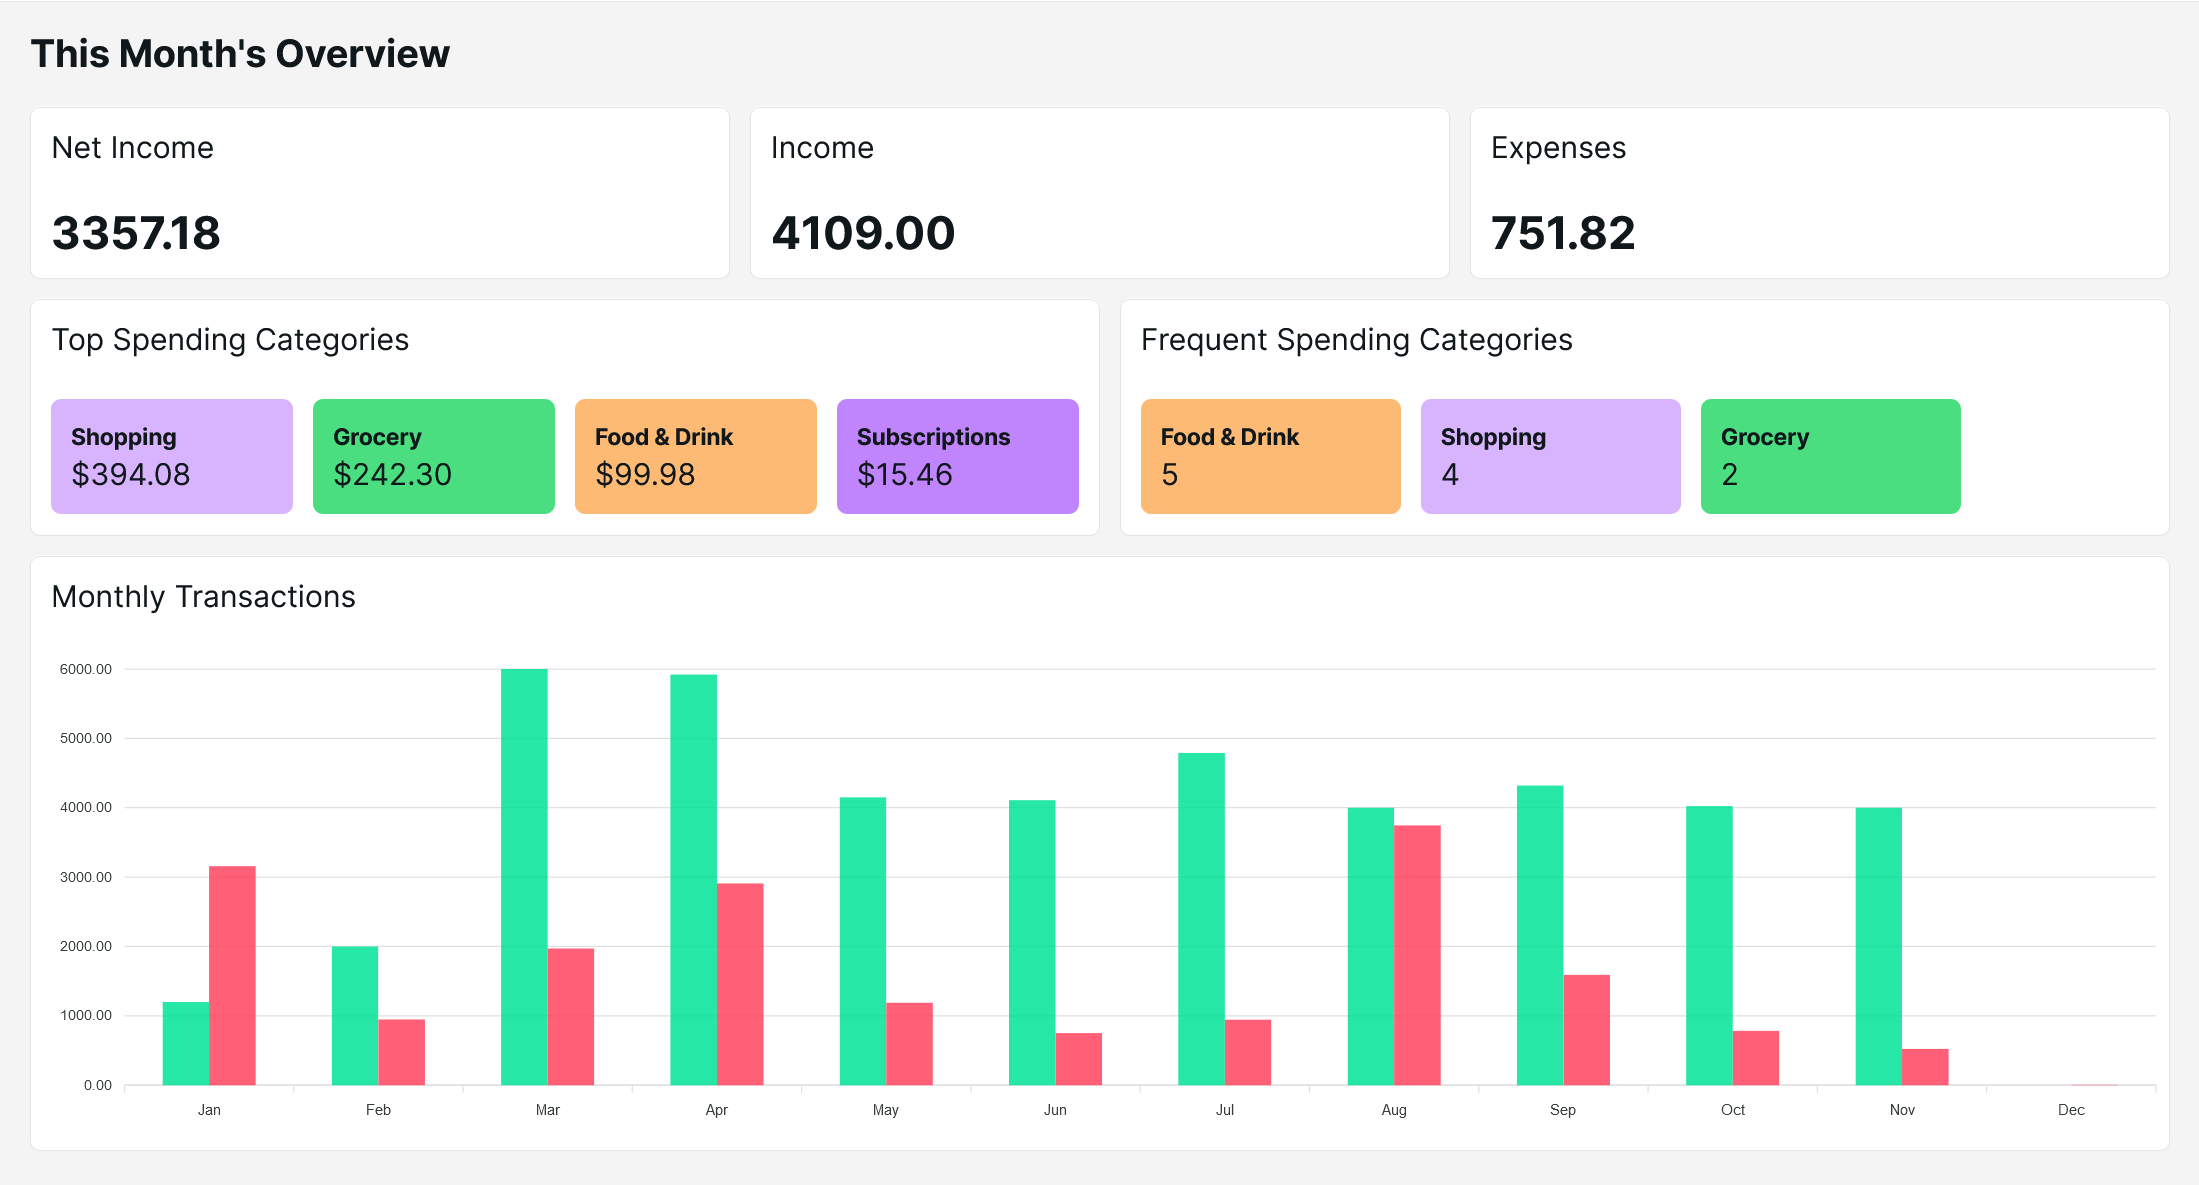 This Month's Overview
Net Income
Income
Expenses
3357.18
4109.00
751.82
Top Spending Categories
Frequent Spending Categories
Shopping
$394.08
Grocery
$242.30
Food & Drink
$99.98
Subscriptions
$15.46
Food & Drink
5
Shopping
4
Grocery
2
Monthly Transactions
6000.00
5000.00
4000.00
3000.00
2000.00
1000.00
0.00
Jan Feb Mar Apr May Jun Jul Aug Sep Oct Nov Dec